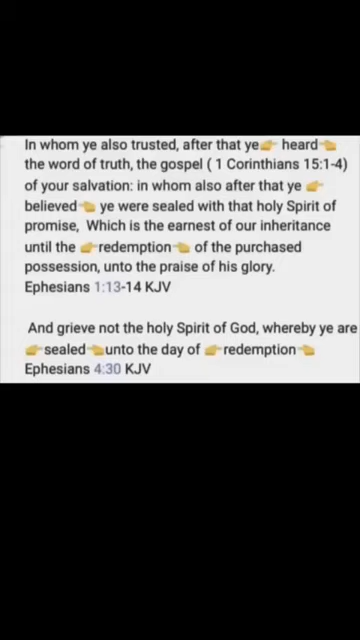 In whom ye also trusted, after that ye👉 heard👈
the word of truth, the gospel ( 1 Corinthians 15:1-4)
of your salvation: in whom also after that ye 👉
believed👈 ye were sealed with that holy Spirit of
promise, Which is the earnest of our inheritance
until the 👉redemption👈 of the purchased
possession, unto the praise of his glory.
Ephesians 1:13-14 KJV
And grieve not the holy Spirit of God, whereby ye are
👉sealed👈unto the day of 👉redemption👈
Ephesians 4:30 KJV